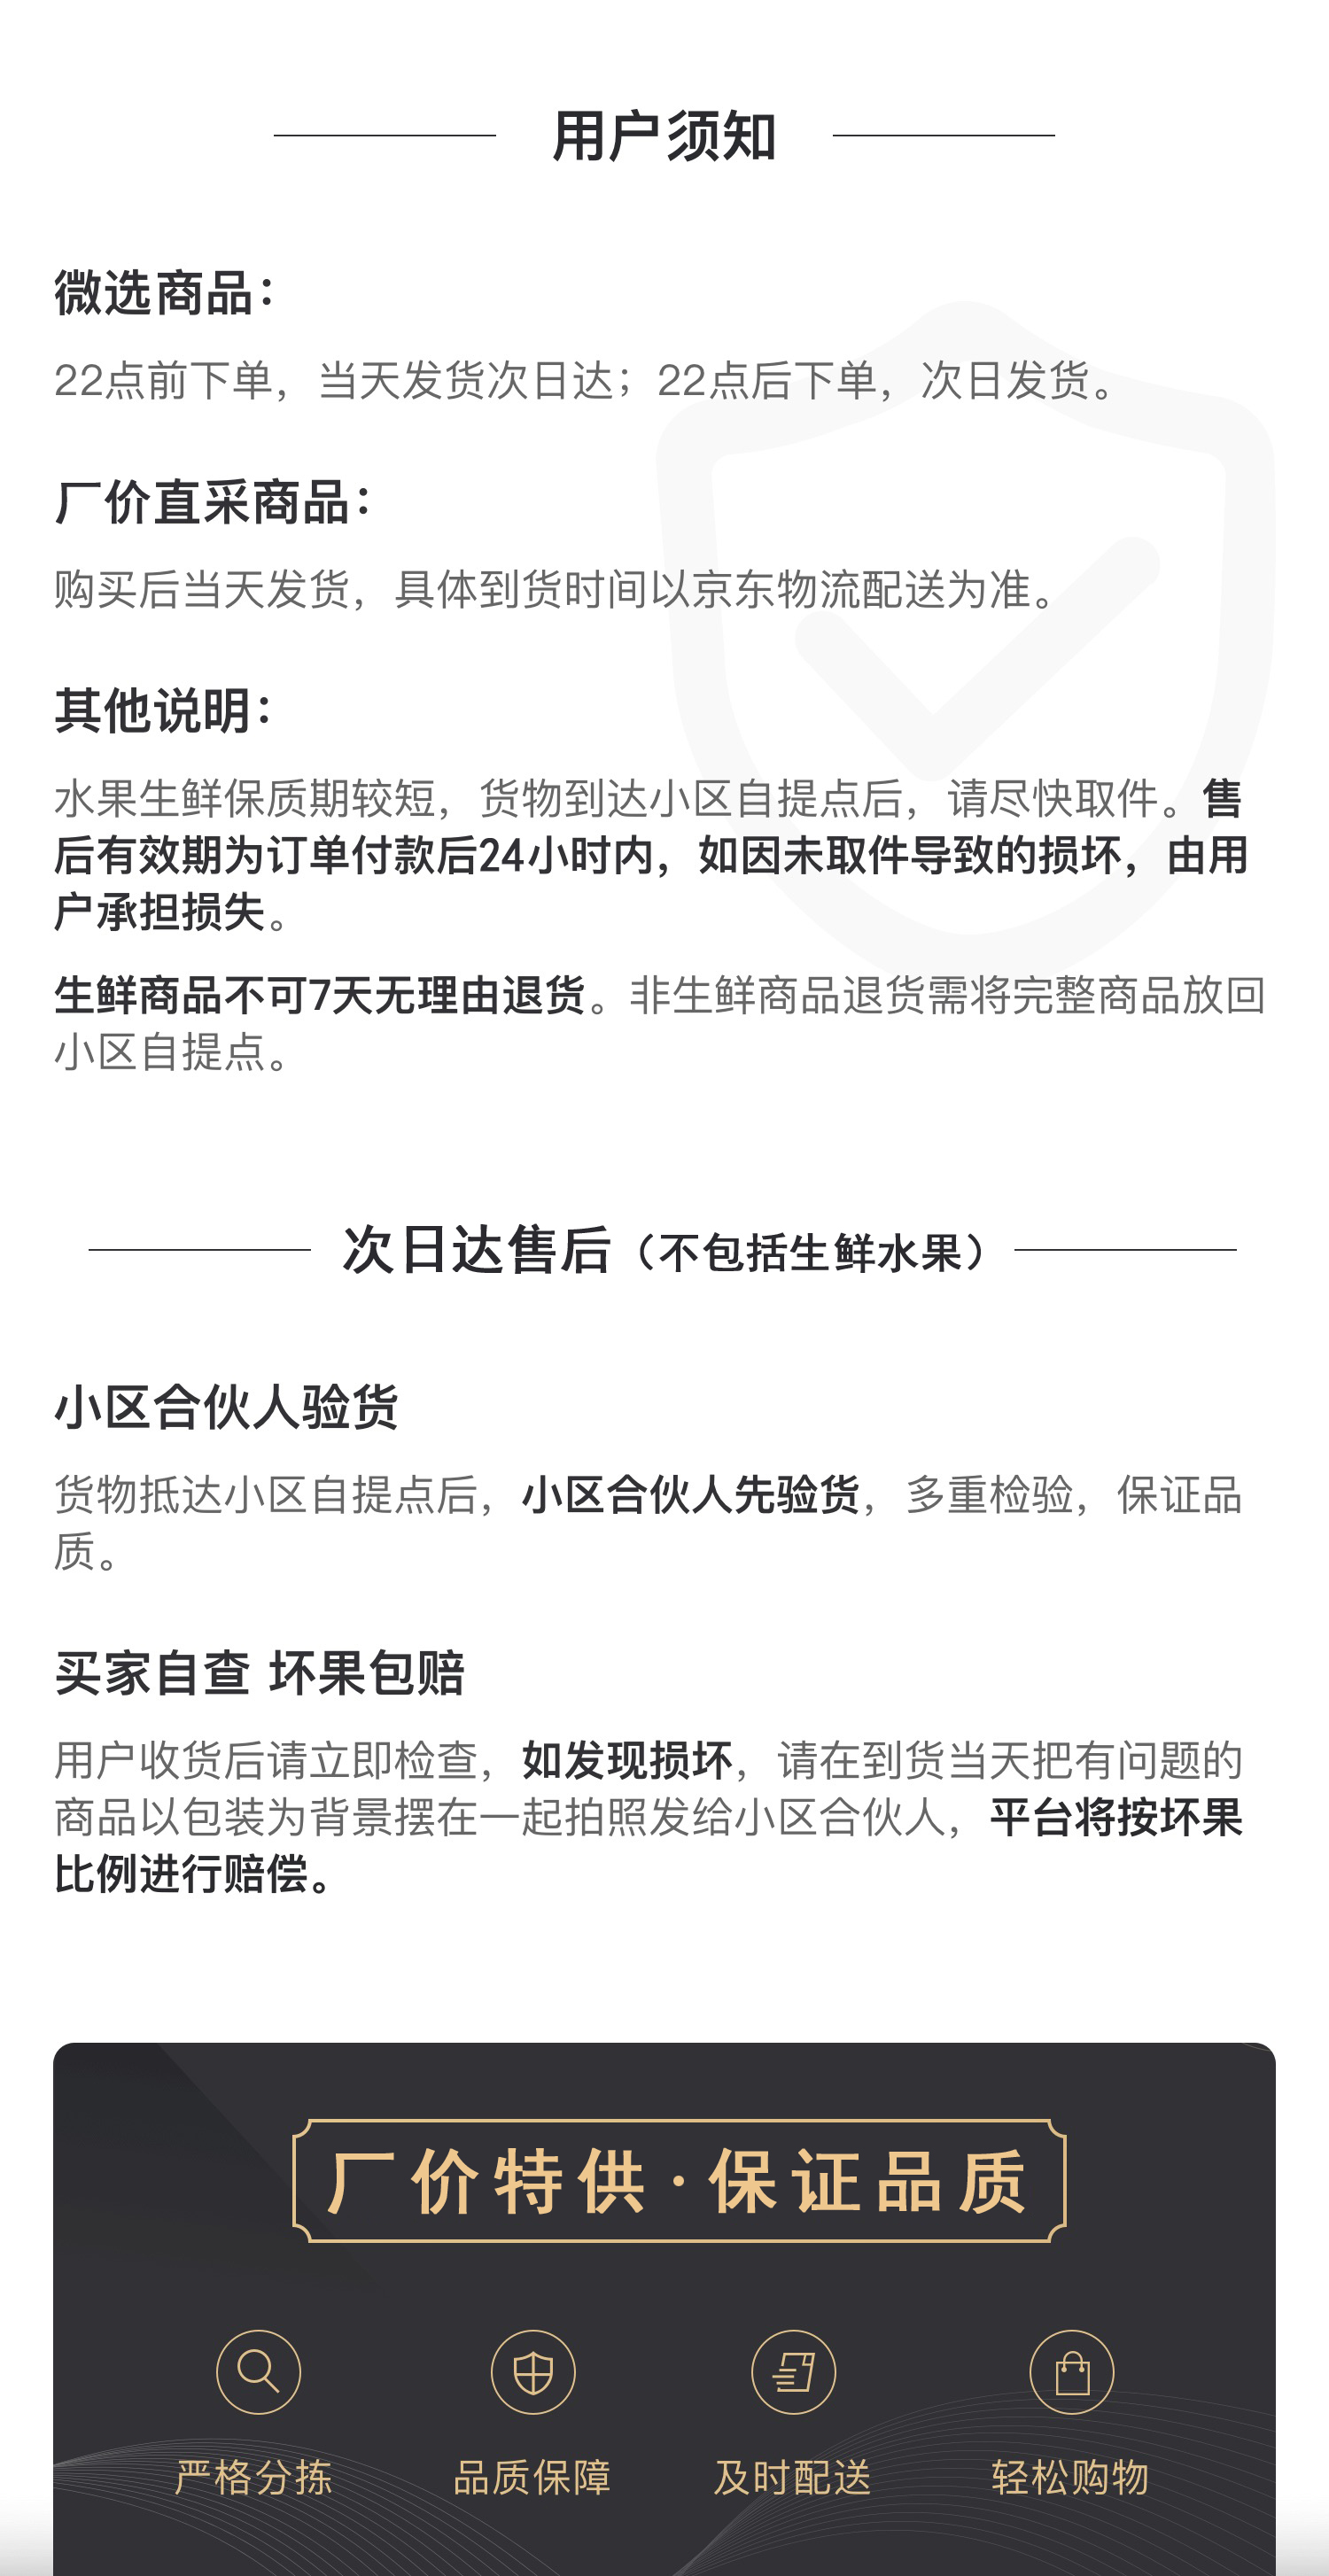 用户须知
微选商品：
22点前下单，当天发货次日达；22点后下单，次日发货。
厂价直采商品：
购买后当天发货，具体到货时间以京东物流配送为准。
其他说明：
水果生鲜保质期较短，货物到达小区自提点后，请尽快取件。售
后有效期为订单付款后24小时内，如因未取件导致的损坏，由用
户承担损失。
生鲜商品不可7天无理由退货。非生鲜商品退货需将完整商品放回
小区自提点。
次日达售后（不包括生鲜水果）
小区合伙人验货
货物抵达小区自提点后，小区合伙人先验货，多重检验，保证品
质。
买家自查 坏果包赔
用户收货后请立即检查，如发现损坏，请在到货当天把有问题的
商品以包装为背景摆在一起拍照发给小区合伙人，平台将按坏果
比例进行赔偿。
厂价特供·保证品质
严格分拣 品质保障 及时配送 轻松购物